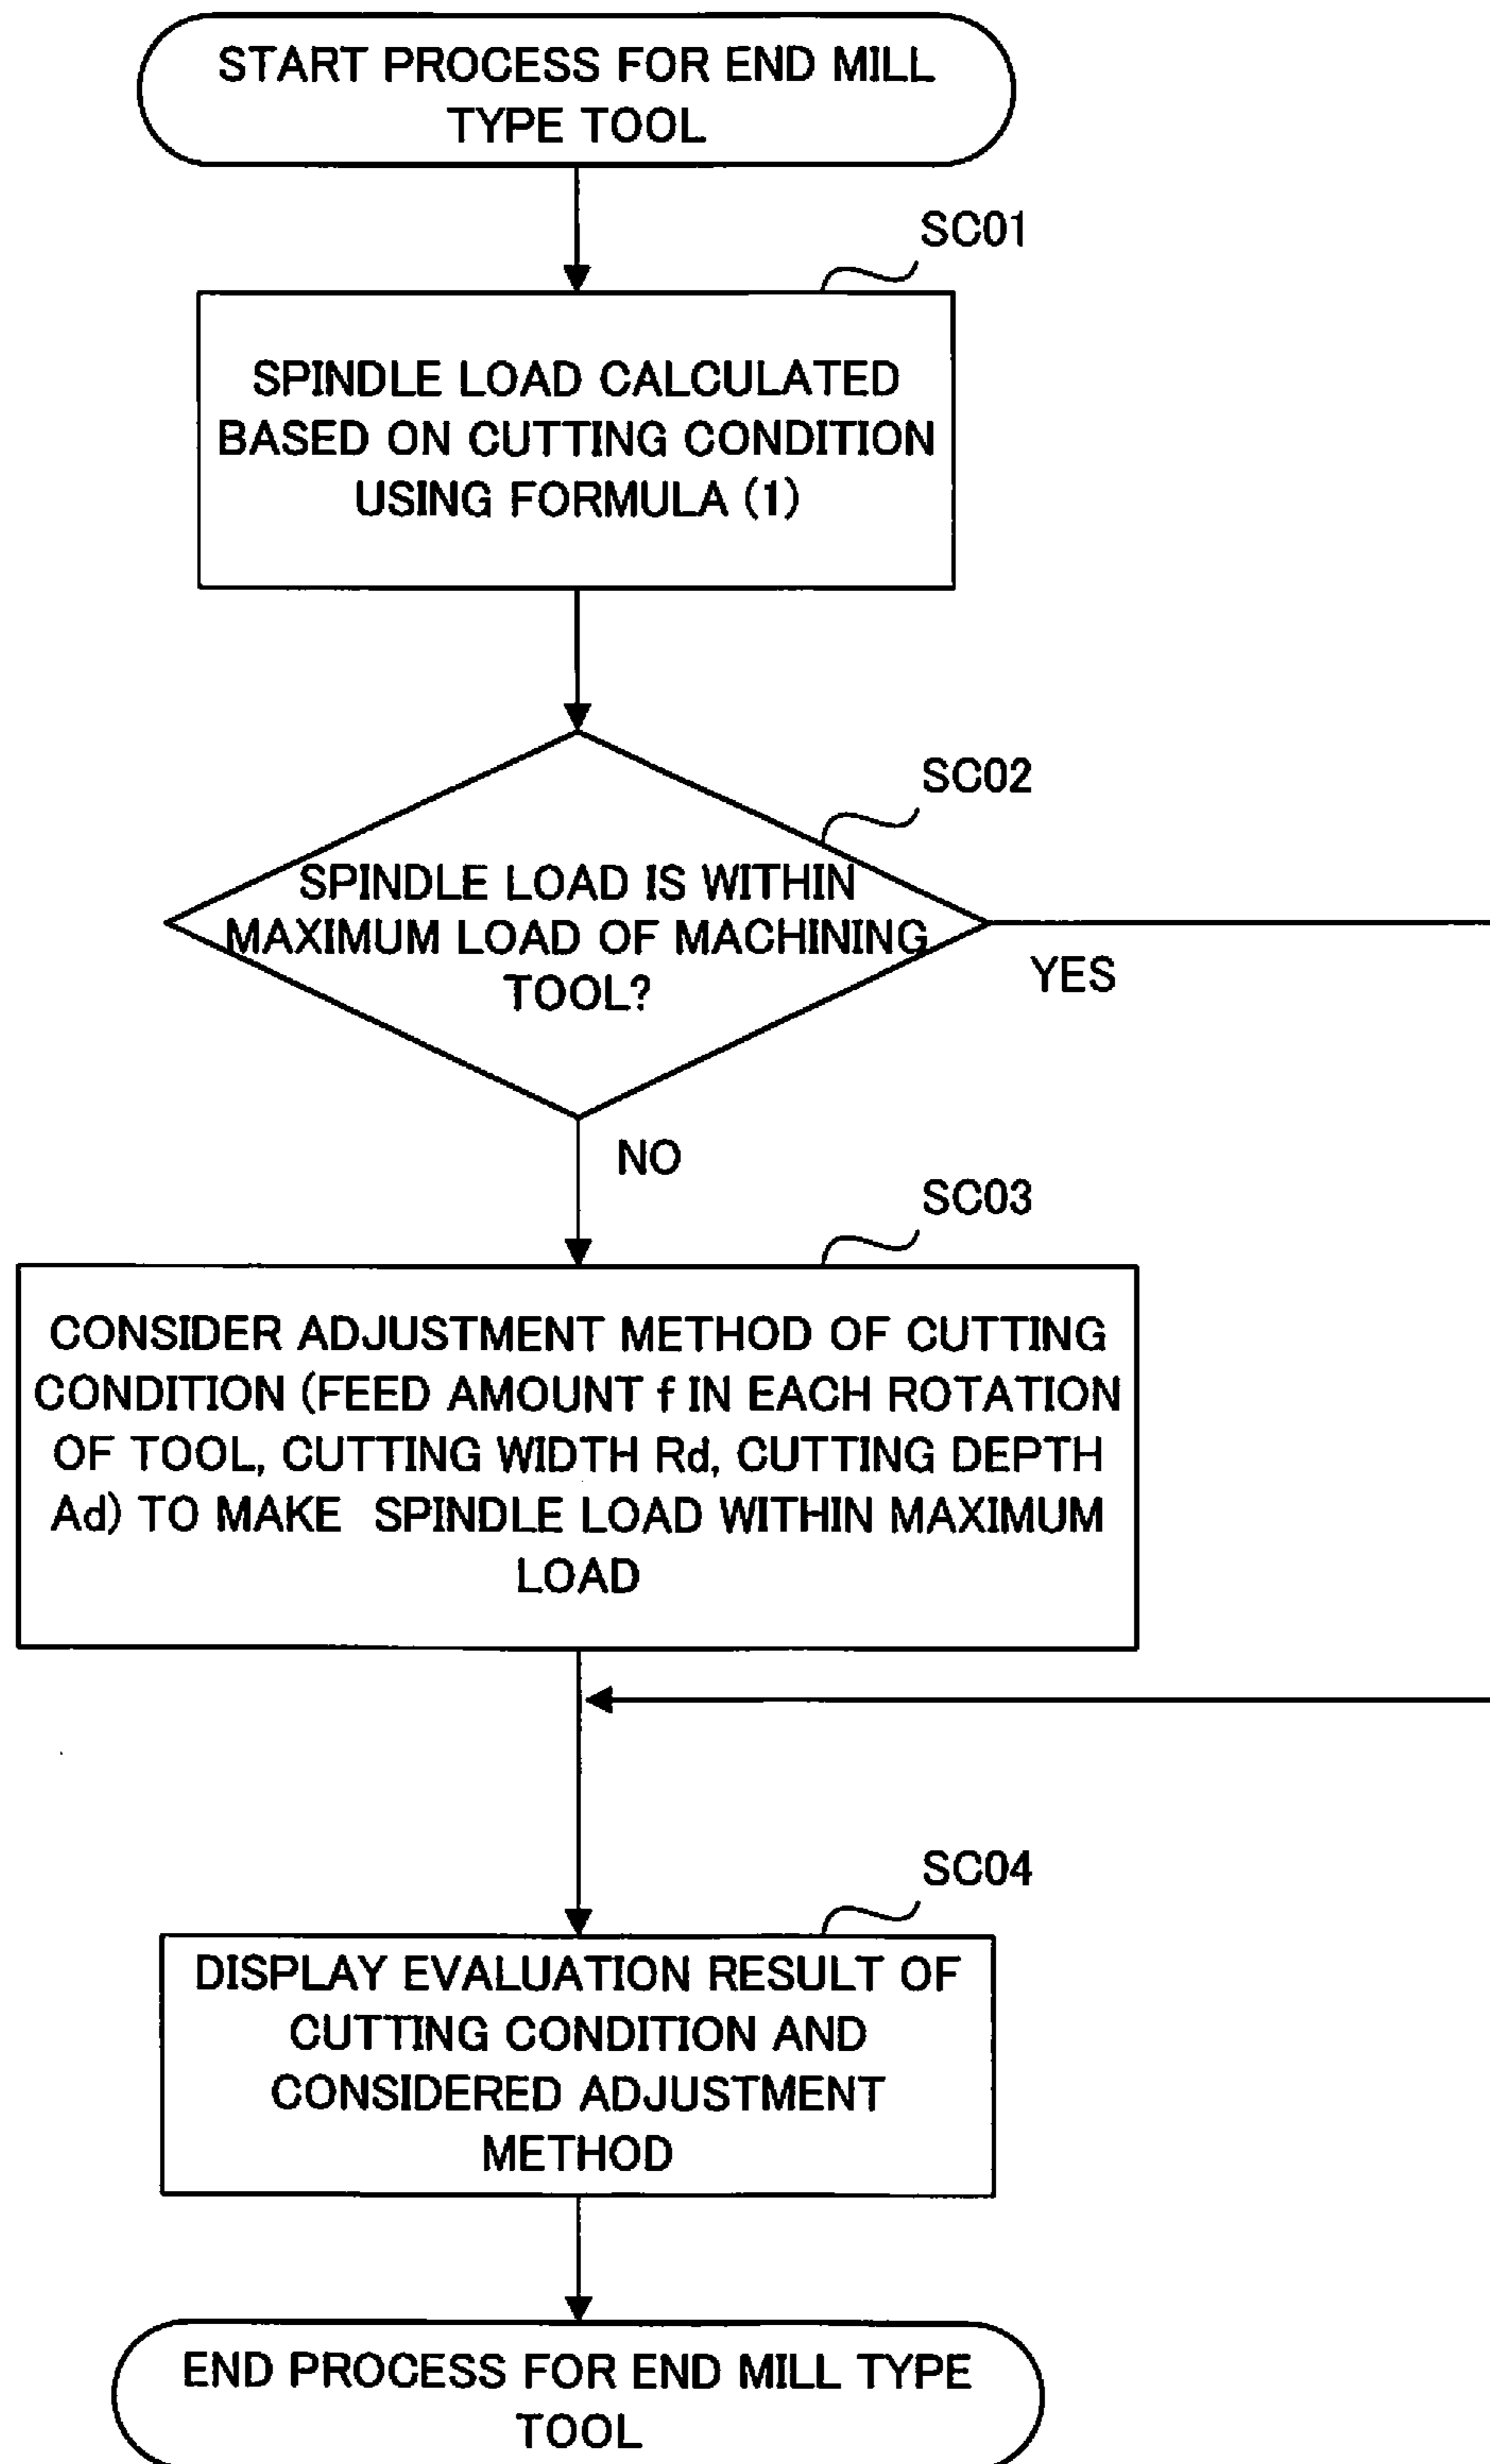 START PROCESS FOR END MILL
TYPE TOOL
SC01
SPINDLE LOAD CALCULATED
BASED ON CUTTING CONDITION
USING FORMULA (1)
SC02
SPINDLE LOAD IS WITHIN
MAXIMUM LOAD OF MACHINING
TOOL?
YES
NO
SC03
CONSIDER ADJUSTMENT METHOD OF CUTTING
CONDITION (FEED AMOUNT f IN EACH ROTATION
OF TOOL, CUTTING WIDTH Rd, CUTTING DEPTH
Ad) TO MAKE SPINDLE LOAD WITHIN MAXIMUM
LOAD
SC04
DISPLAY EVALUATION RESULT OF
CUTTING CONDITION AND
CONSIDERED ADJUSTMENT
METHOD
END PROCESS FOR END MILL TYPE
TOOL